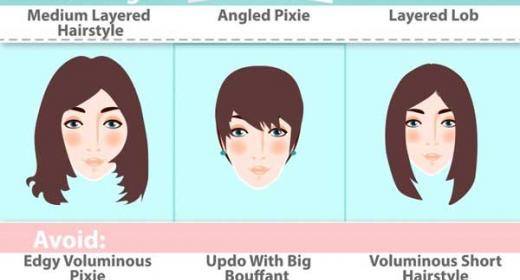 Medium Layered
Hairstyle
Angled Pixie
Layered Lob
Avoid:
Edgy Voluminous
Pixie
Updo With Big
Bouffant
Voluminous Short
Hairstyle